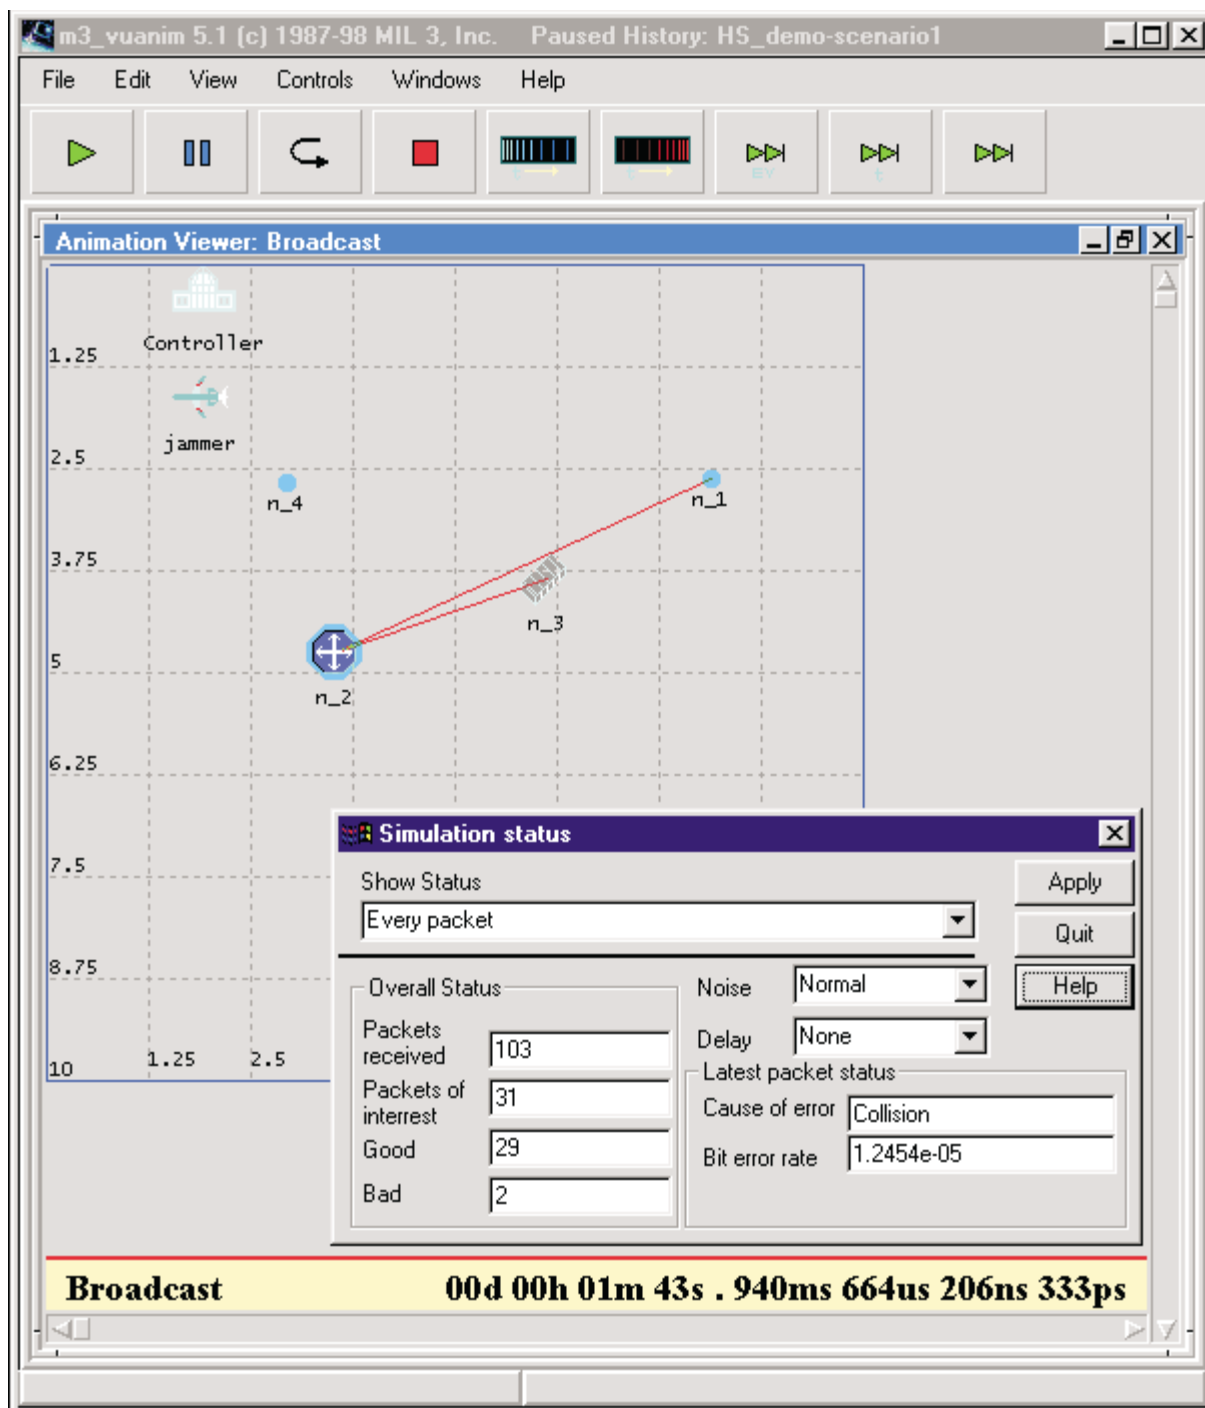 m3_vuanim 5.1 (c) 1987-98 MIL 3, Inc. Paused History: HS_demo-scenario1
File Edit View Controls Windows Help
EV t
Animation Viewer: Broadcast
Controller
1.25
jammer
2.5
n_4
n_1
3.75
n_3
5
n_2
6.25
Simulation status
7.5
Show Status
Apply
Every packet
Quit
8.75
Overall Status
Noise Normal
Help
Packets
received 103
Delay None
10 1.25 2.5
Latest packet status
Packets of
interrest 31
Cause of error Collision
Good 29
Bit error rate 1.2454e-05
Bad 2
Broadcast 00d 00h 01m 43s . 940ms 664us 206ns 333ps